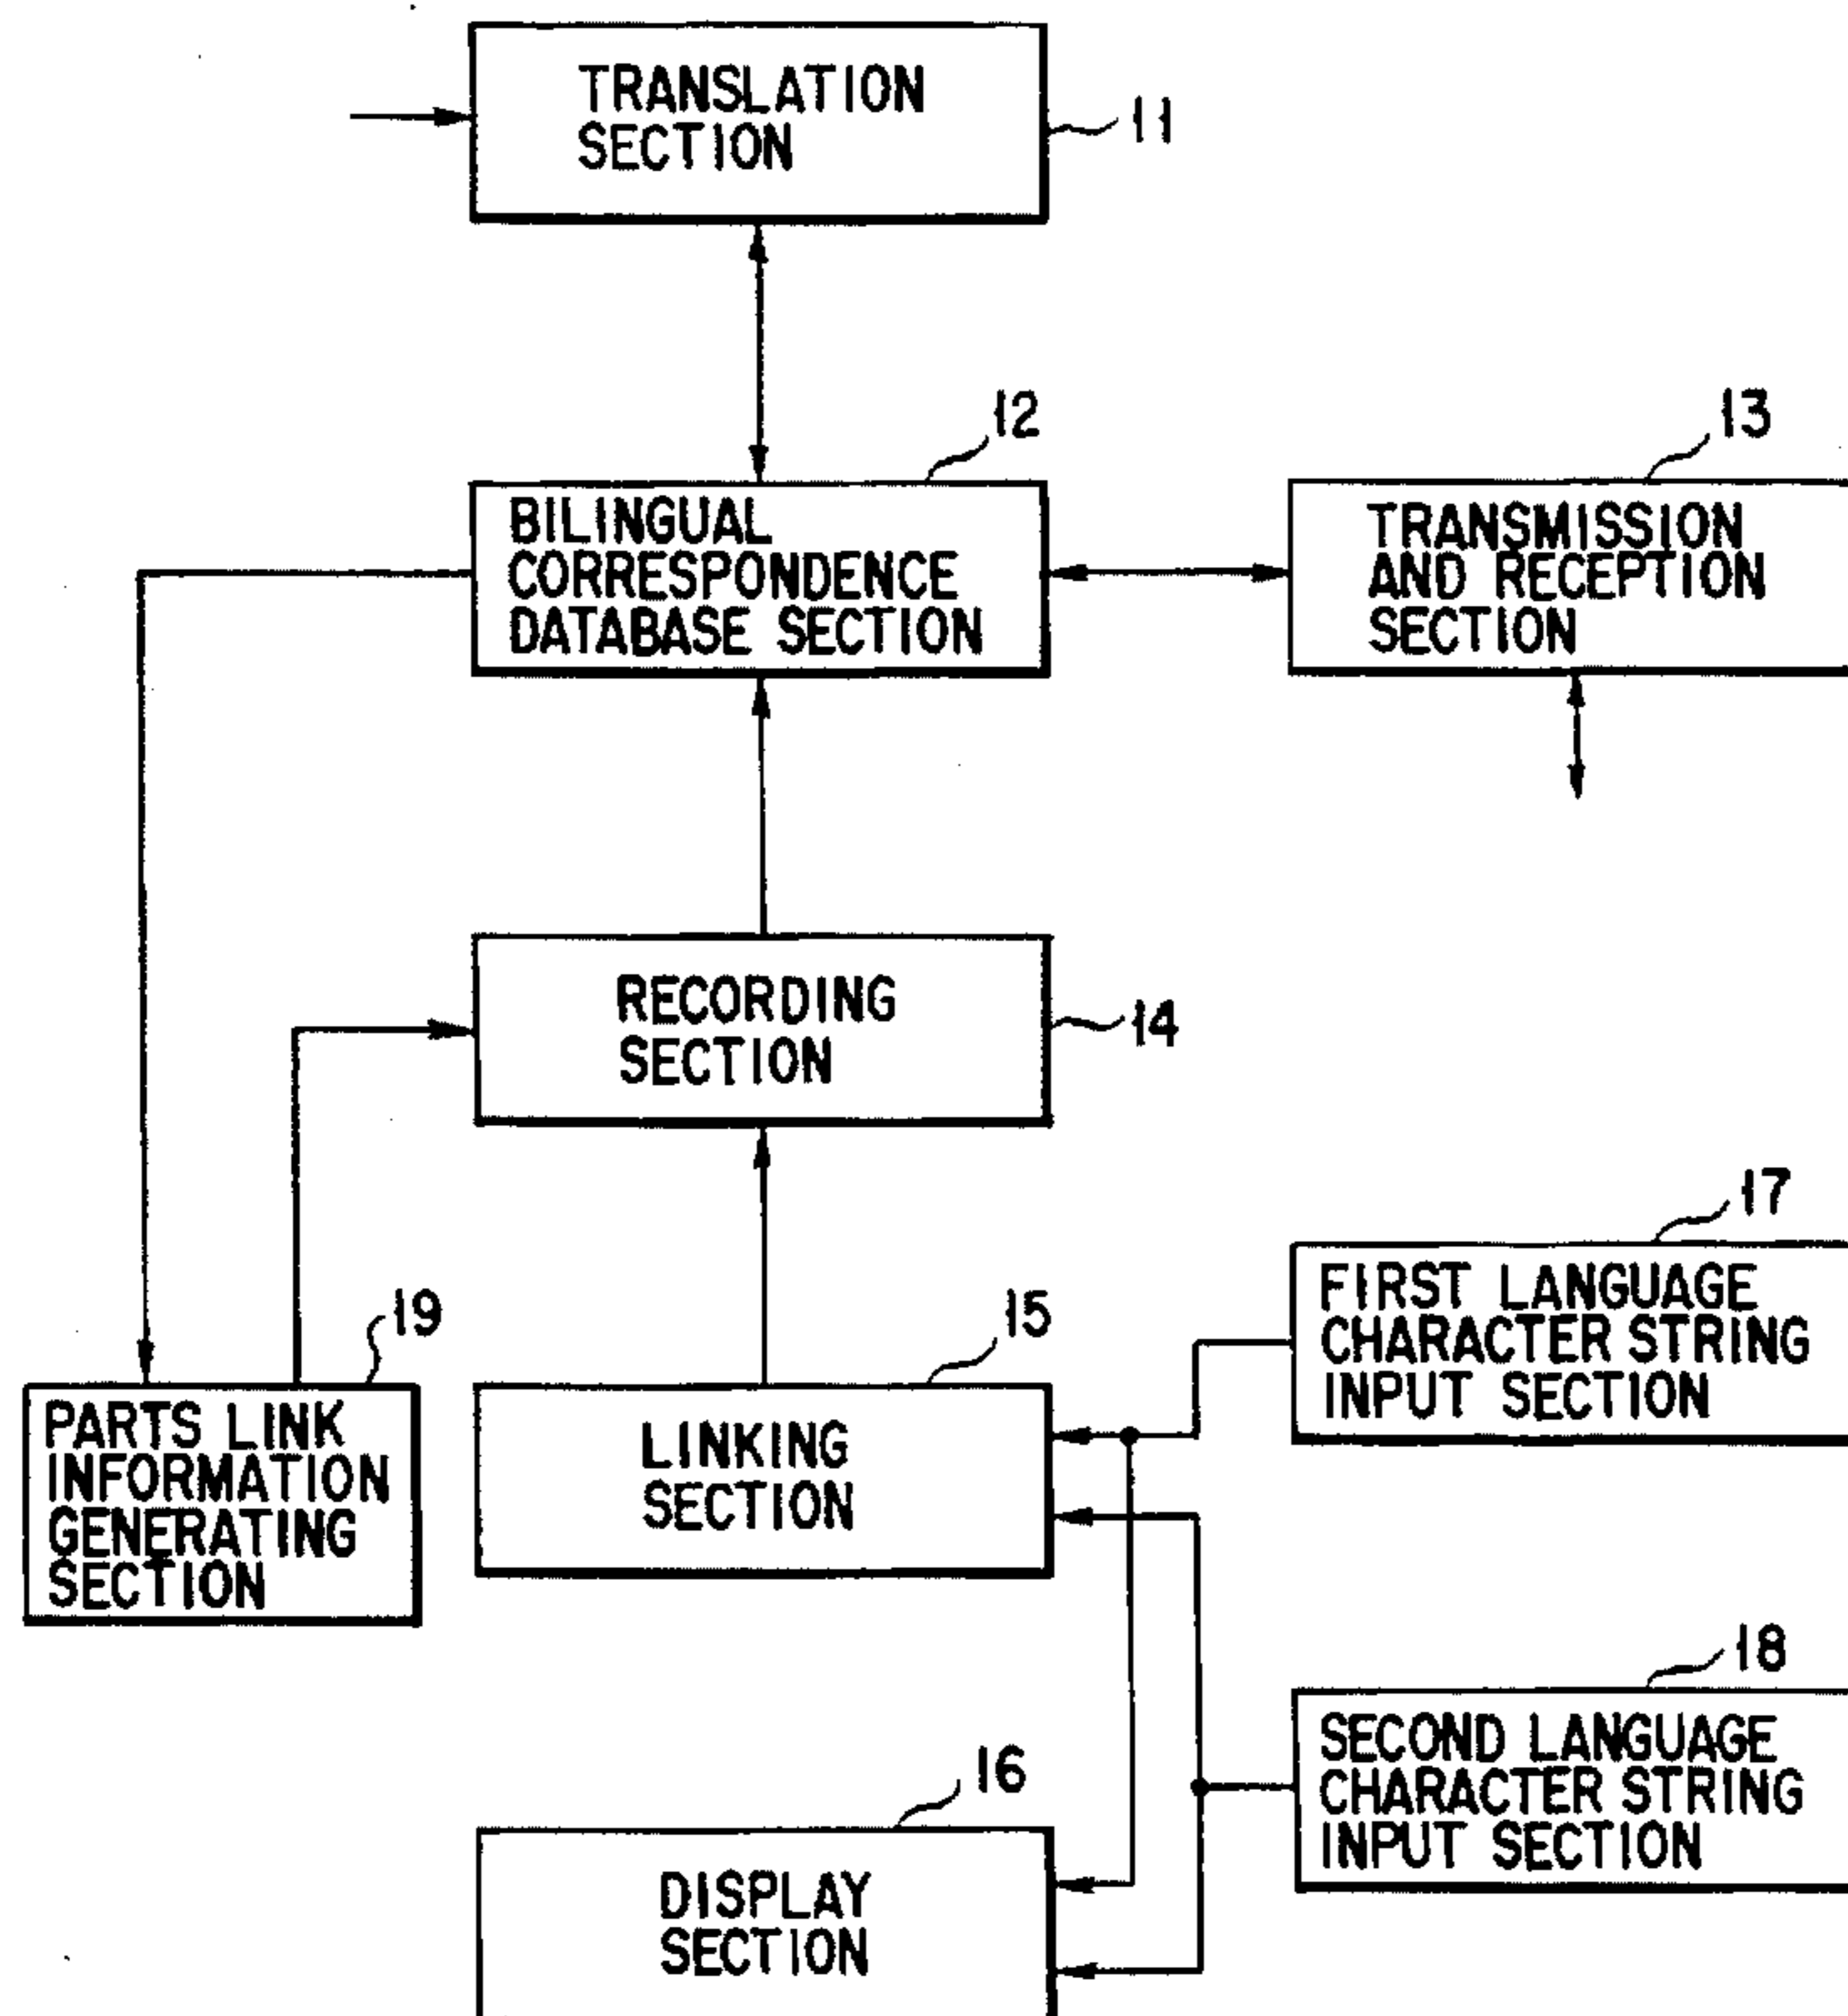 TRANSLATION
SECTION
11
12
BILINGUAL
CORRESPONDENCE
DATABASE SECTION
13
TRANSMISSION
AND RECEPTION
SECTION
RECORDING
SECTION
14
17
FIRST LANGUAGE
CHARACTER STRING
INPUT SECTION
19
PARTS LINK
INFORMATION
GENERATING
SECTION
15
LINKING
SECTION
18
SECOND LANGUAGE
CHARACTER STRING
INPUT SECTION
16
DISPLAY
SECTION